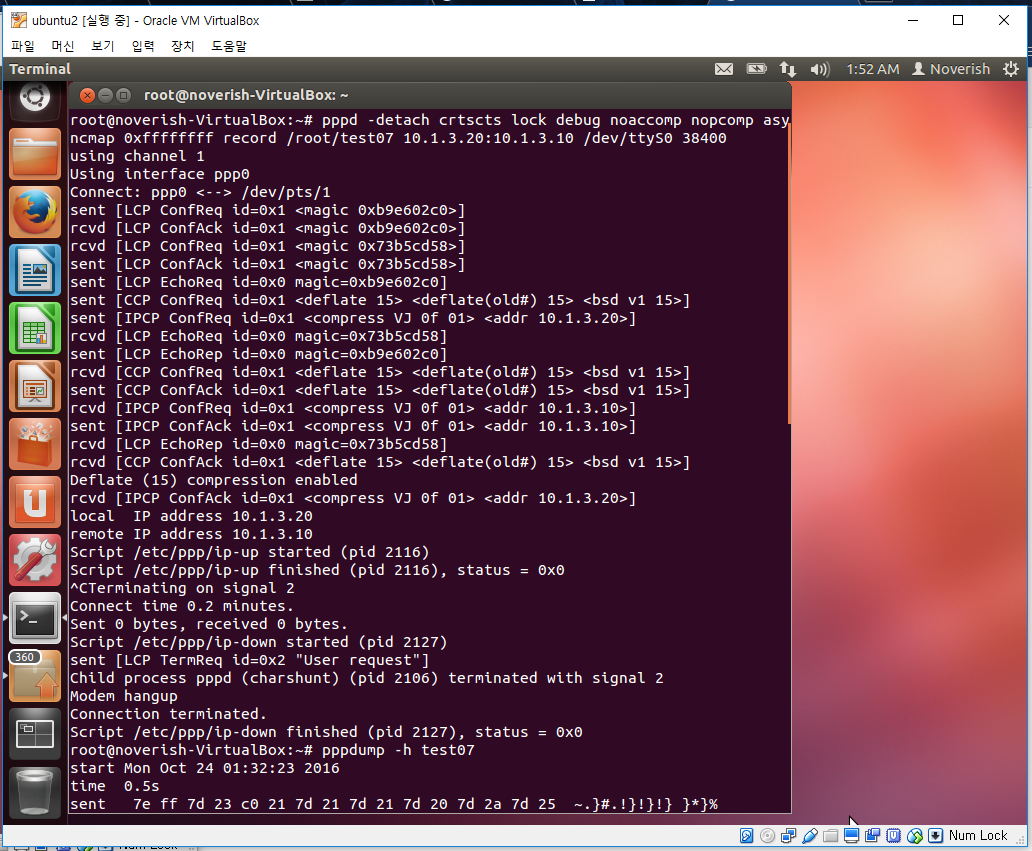 ubuntu2 [실행 중] - Oracle VM VirtualBox
파일 머신 보기 입력 장치 도움말
Terminal 1:52 AM Noverish
root@noverish-VirtualBox: ~
root@noverish-VirtualBox:~# pppd -detach crtscts lock debug noaccomp nopcomp asy
ncmap 0xffffffff record /root/test07 10.1.3.20:10.1.3.10 /dev/ttyS0 38400
using channel 1
Using interface ppp0
Connect: ppp0 <--> /dev/pts/1
sent [LCP ConfReq id=0x1 <magic 0xb9e602c0>]
rcvd [LCP ConfAck id=0x1 <magic 0xb9e602c0>]
rcvd [LCP ConfReq id=0x1 <magic 0x73b5cd58>]
sent [LCP ConfAck id=0x1 <magic 0x73b5cd58>]
sent [LCP EchoReq id=0x0 magic=0xb9e602c0]
sent [CCP ConfReq id=0x1 <deflate 15> <deflate(old#) 15> <bsd v1 15>]
sent [IPCP ConfReq id=0x1 <compress VJ 0f 01> <addr 10.1.3.20>]
rcvd [LCP EchoReq id=0x0 magic=0x73b5cd58]
sent [LCP EchoRep id=0x0 magic=0xb9e602c0]
rcvd [CCP ConfReq id=0x1 <deflate 15> <deflate(old#) 15> <bsd v1 15>]
sent [CCP ConfAck id=0x1 <deflate 15> <deflate(old#) 15> <bsd v1 15>]
rcvd [IPCP ConfReq id=0x1 <compress VJ 0f 01> <addr 10.1.3.10>]
sent [IPCP ConfAck id=0x1 <compress VJ 0f 01> <addr 10.1.3.10>]
rcvd [LCP EchoRep id=0x0 magic=0x73b5cd58]
rcvd [CCP ConfAck id=0x1 <deflate 15> <deflate(old#) 15> <bsd v1 15>]
Deflate (15) compression enabled
rcvd [IPCP ConfAck id=0x1 <compress VJ 0f 01> <addr 10.1.3.20>]
local  IP address 10.1.3.20
remote IP address 10.1.3.10
Script /etc/ppp/ip-up started (pid 2116)
Script /etc/ppp/ip-up finished (pid 2116), status = 0x0
^CTerminating on signal 2
Connect time 0.2 minutes.
Sent 0 bytes, received 0 bytes.
Script /etc/ppp/ip-down started (pid 2127)
sent [LCP TermReq id=0x2 "User request"]
Child process pppd (charshunt) (pid 2106) terminated with signal 2
Modem hangup
Connection terminated.
Script /etc/ppp/ip-down finished (pid 2127), status = 0x0
root@noverish-VirtualBox:~# pppdump -h test07
start Mon Oct 24 01:32:23 2016
time  0.5s
sent   7e ff 7d 23 c0 21 7d 21 7d 21 7d 20 7d 2a 7d 25  ~.}#.!}!}!} }*}%
360
Num Lock